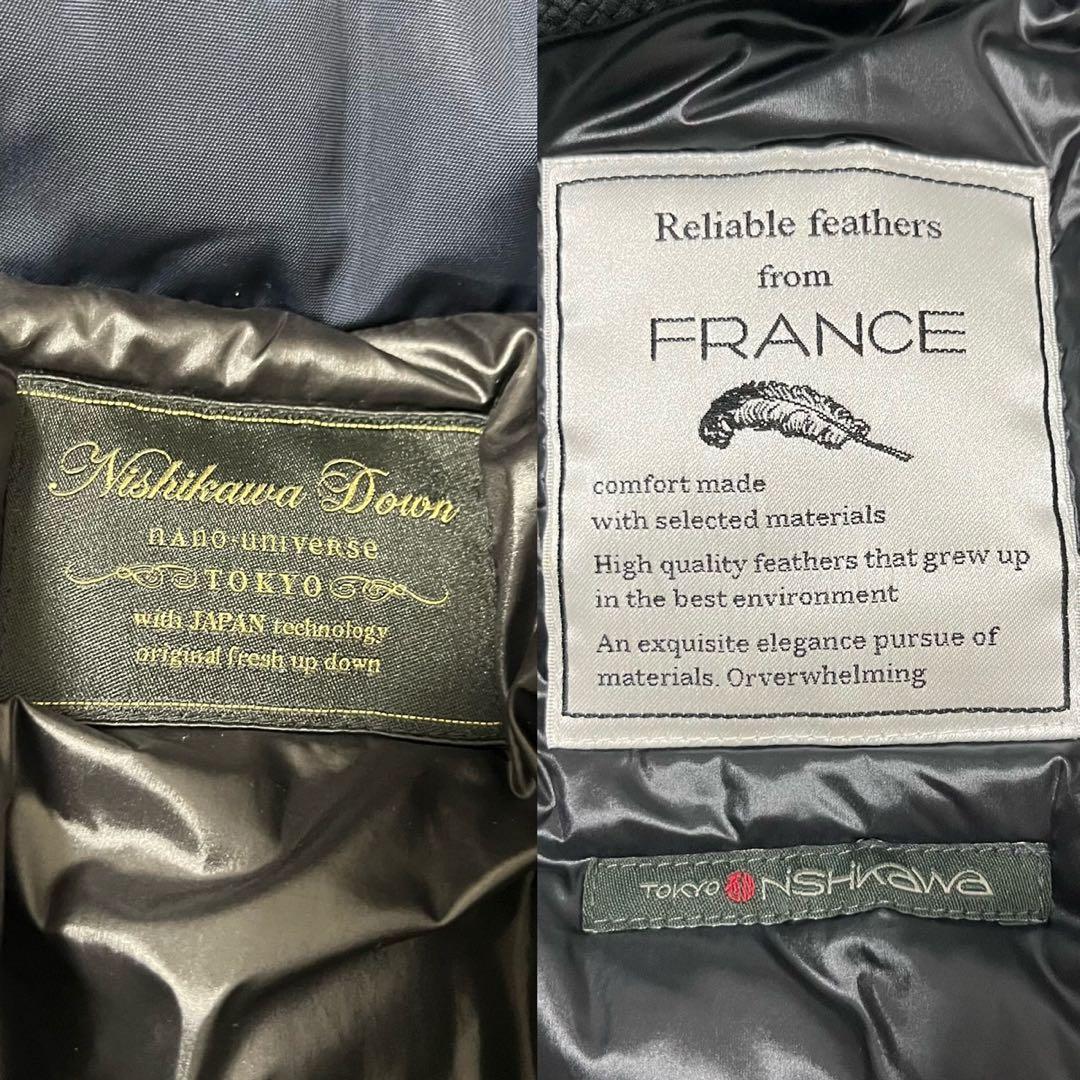 Nishikawa Down
nano·universe
TOKYO
with JAPAN technology
original fresh up down
Reliable feathers
from
FRANCE
comfort made
with selected materials
High quality feathers that grew up
in the best environment
An exquisite elegance pursue of
materials. Orverwhelming
TOKYO NiSHiKawa